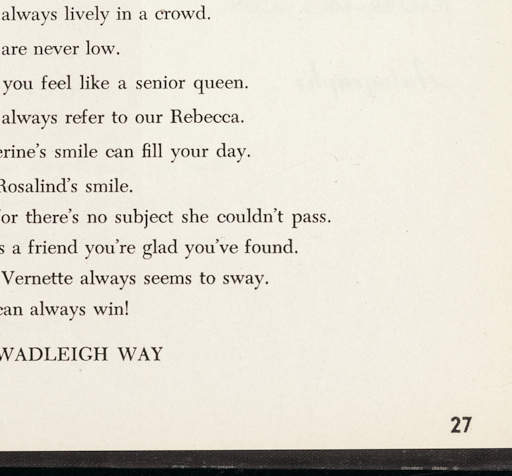 always lively in a crowd.
are never low.
you feel like a senior queen.
always refer to our Rebecca.
erine's smile can fill your day.
Rosalind's smile.
for there's no subject she couldn't pass.
s a friend you're glad you've found.
Vernette always seems to sway.
can always win!
WADLEIGH WAY
27